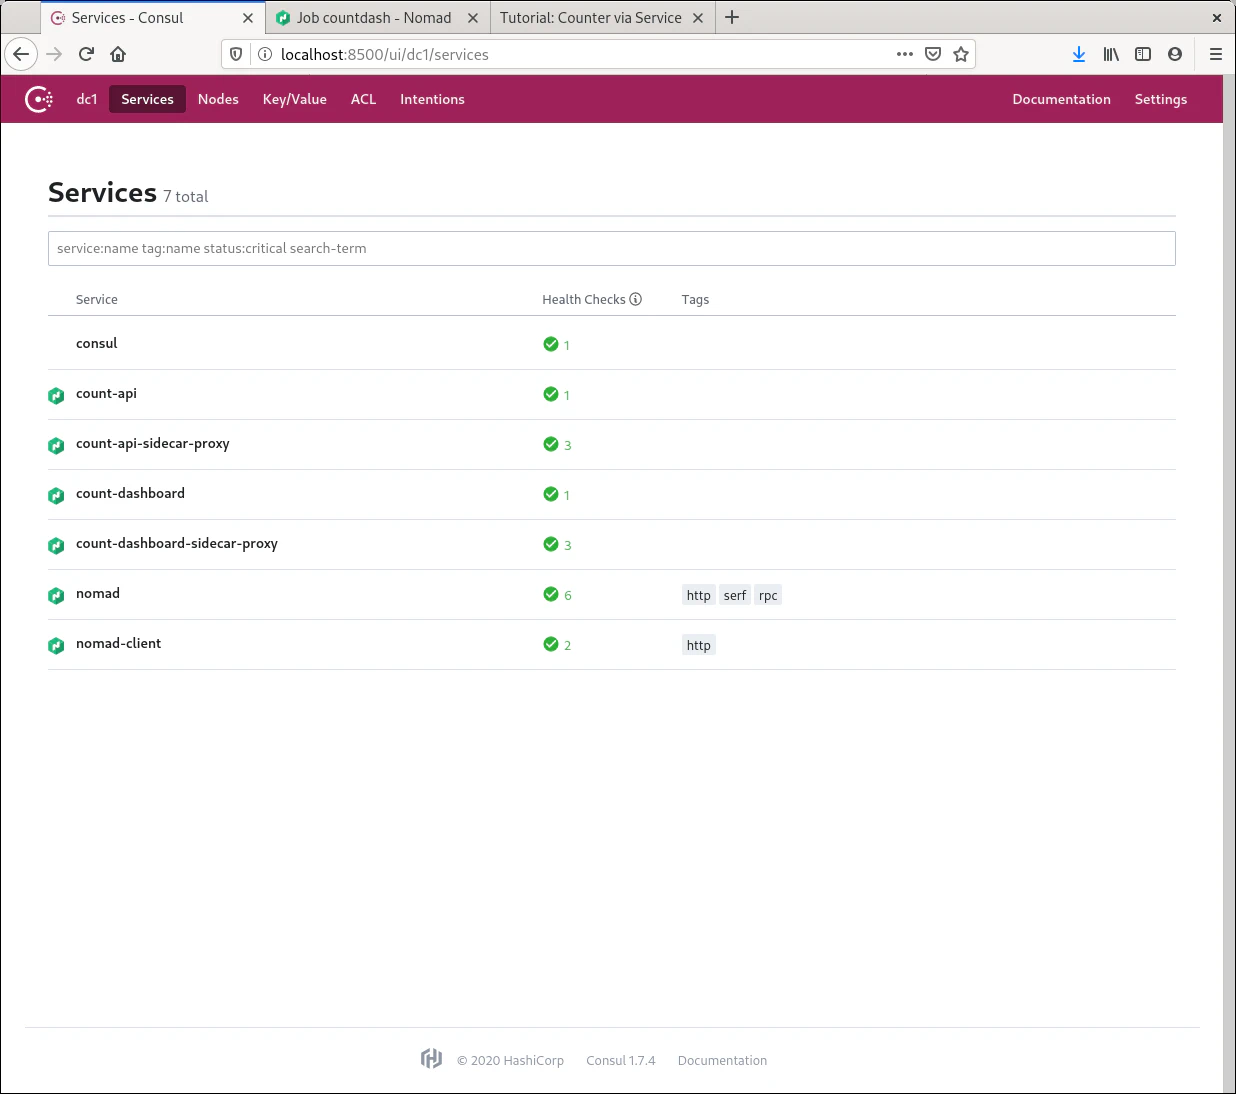 Services - Consul
Job countdash - Nomad
Tutorial: Counter via Service
localhost:8500/ui/dc1/services
dc1 Services Nodes Key/Value ACL Intentions Documentation Settings
Services 7 total
service:name tag:name status:critical search-term
Service Health Checks Tags
consul 1
count-api 1
count-api-sidecar-proxy 3
count-dashboard 1
count-dashboard-sidecar-proxy 3
nomad 6 http serf rpc
nomad-client 2 http
© 2020 HashiCorp Consul 1.7.4 Documentation